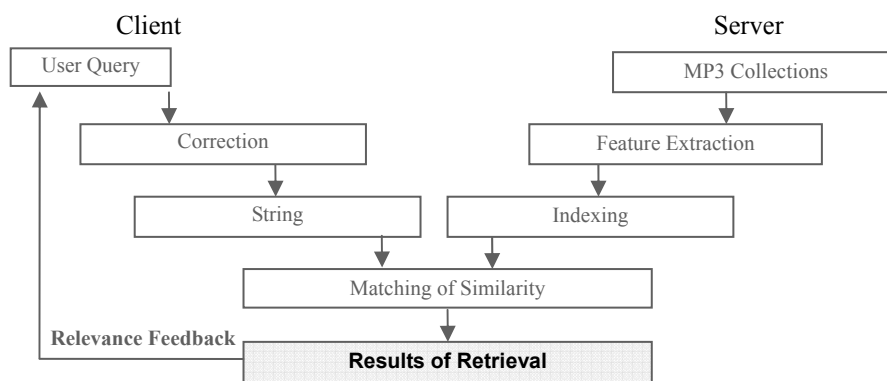 Client
Server
User Query
MP3 Collections
Correction
Feature Extraction
String
Indexing
Matching of Similarity
Relevance Feedback
Results of Retrieval